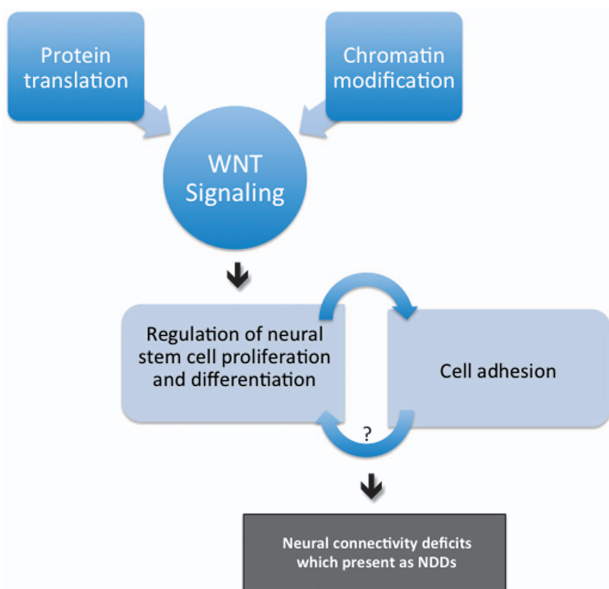 Protein
translation
Chromatin
modification
WNT
Signaling
Regulation of neural
stem cell proliferation
and differentiation
Cell adhesion
?
Neural connectivity deficits
which present as NDDs